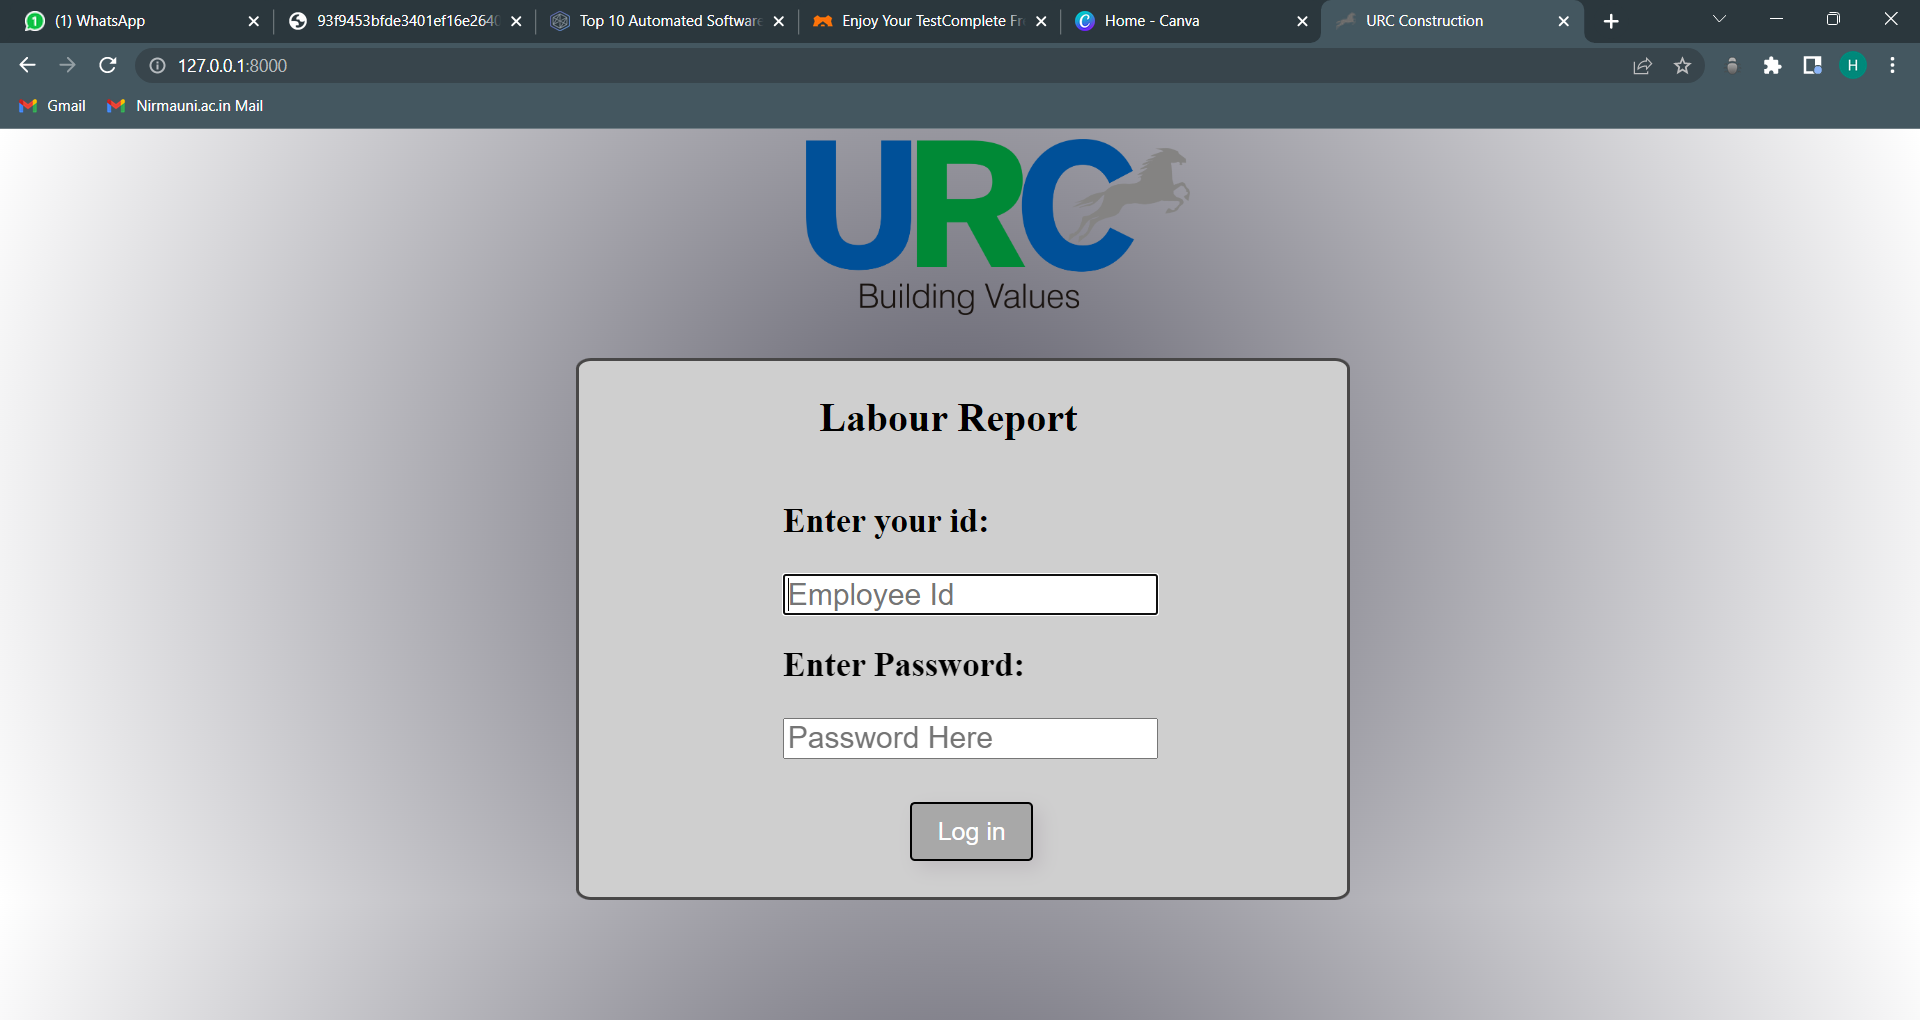 (1) WhatsApp
93f9453bfde3401ef16e264
Top 10 Automated Software
Enjoy Your TestComplete Fr
Home - Canva
URC Construction
127.0.0.1:8000
H
Gmail
Nirmauni.ac.in Mail
URC
Building Values
Labour Report
Enter your id:
Employee Id
Enter Password:
Password Here
Log in